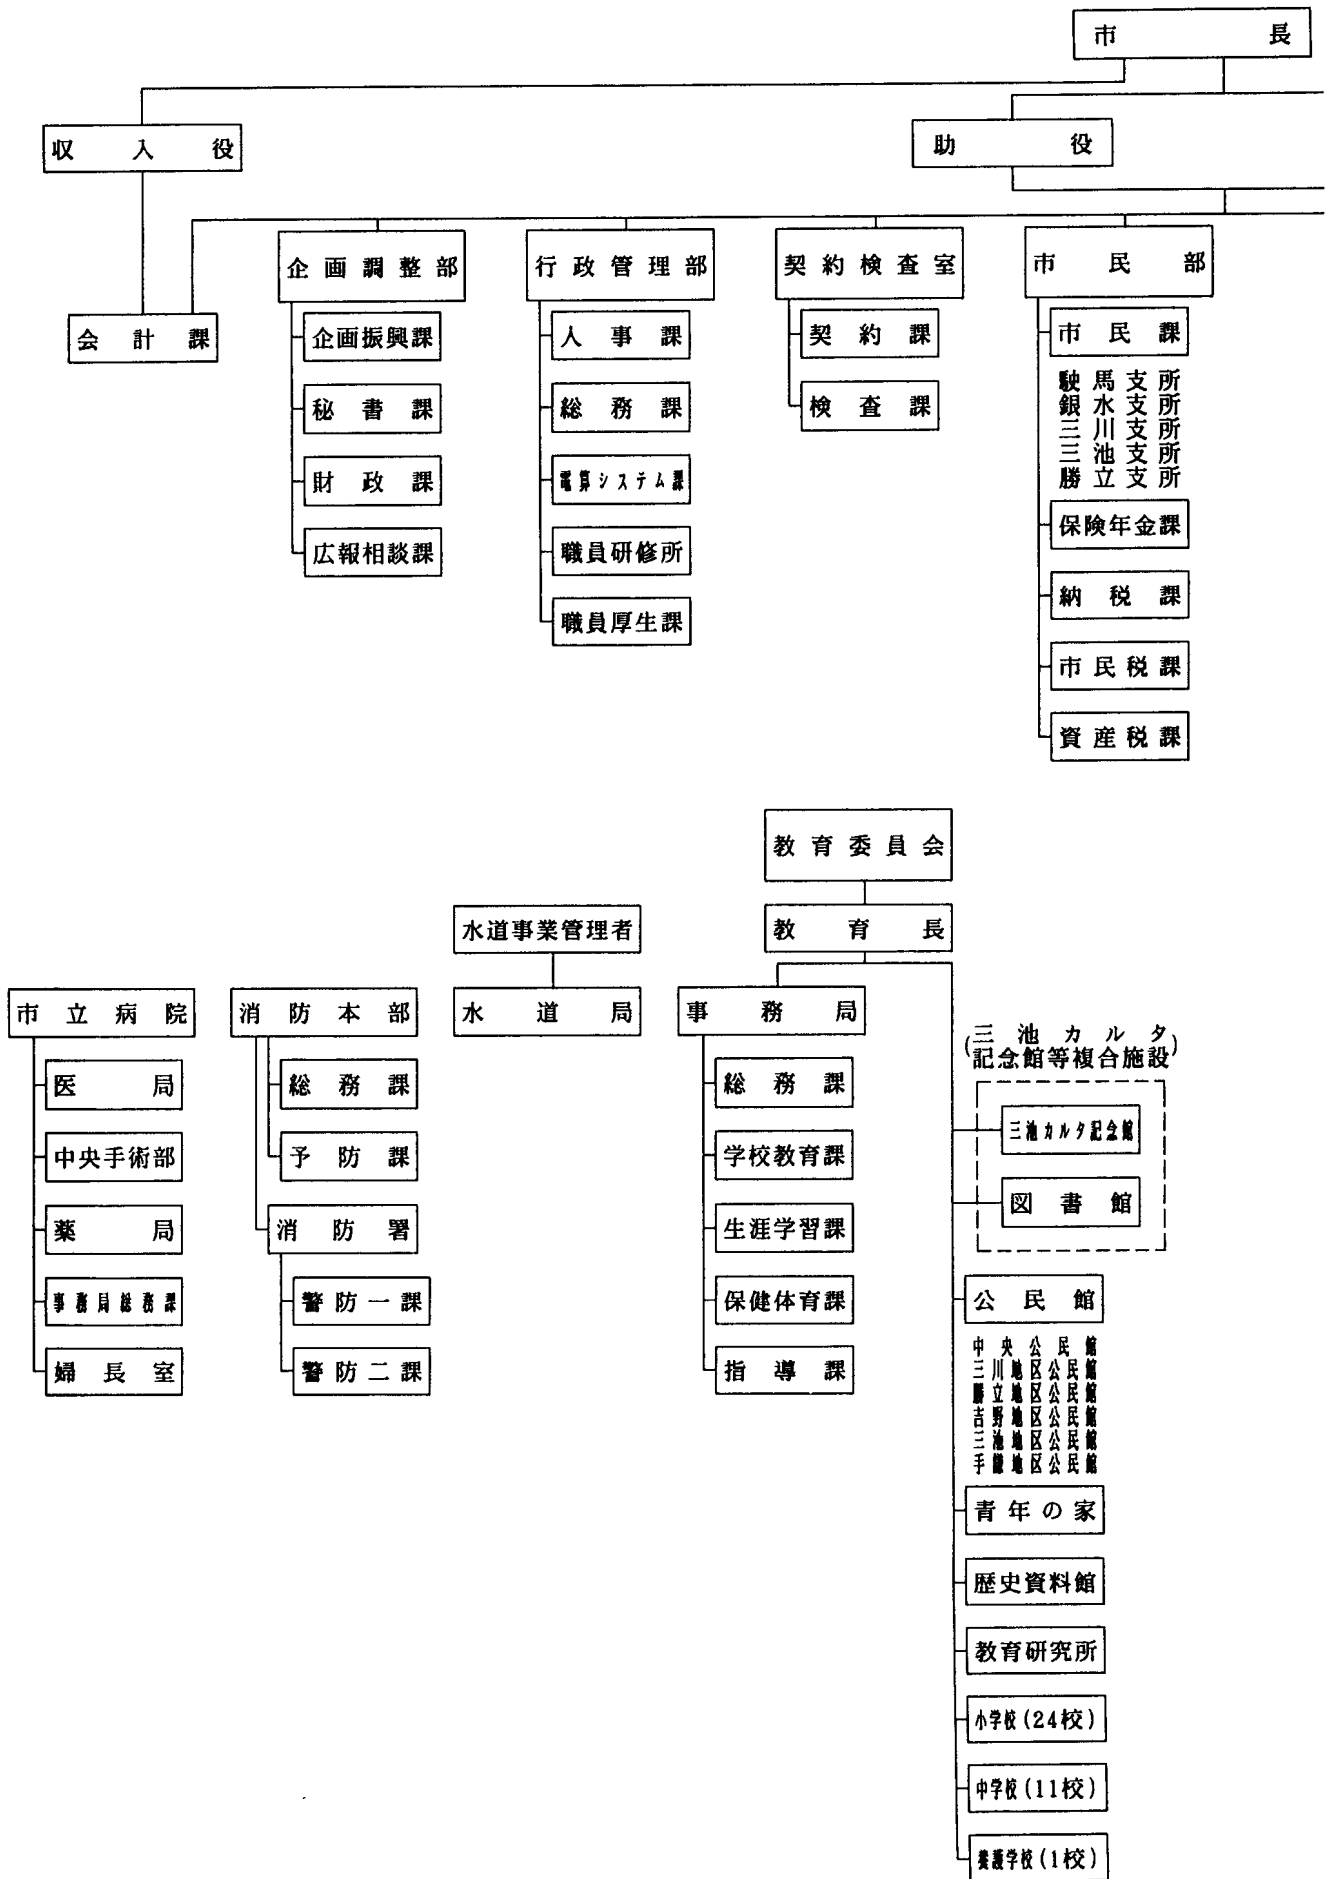 市長
収入役
助役
企画調整部
行政管理部
契約検査室
市民部
会計課
企画振興課
秘書課
財政課
広報相談課
人事課
総務課
電算システム課
職員研修所
職員厚生課
契約課
検査課
市民課
駛馬支所
銀水支所
三川支所
三池支所
勝立支所
保険年金課
納税課
市民税課
資産税課
教育委員会
教育長
水道事業管理者
水道局
市立病院
医局
中央手術部
薬局
事務局総務課
婦長室
消防本部
総務課
予防課
消防署
警防一課
警防二課
事務局
総務課
学校教育課
生涯学習課
保健体育課
指導課
(三池カルタ
記念館等複合施設)
三池カルタ記念館
図書館
公民館
中央公民館
三川地区公民館
勝立地区公民館
吉野地区公民館
三池地区公民館
手鎌地区公民館
青年の家
歴史資料館
教育研究所
小学校(24校)
中学校(11校)
養護学校(1校)